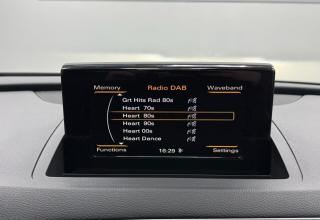 Memory Radio DAB Waveband
Grt Hits Rad 80s
Heart 70s
Heart 80s
Heart 90s
Heart 00s
Heart Dance
Functions 16:29 Settings